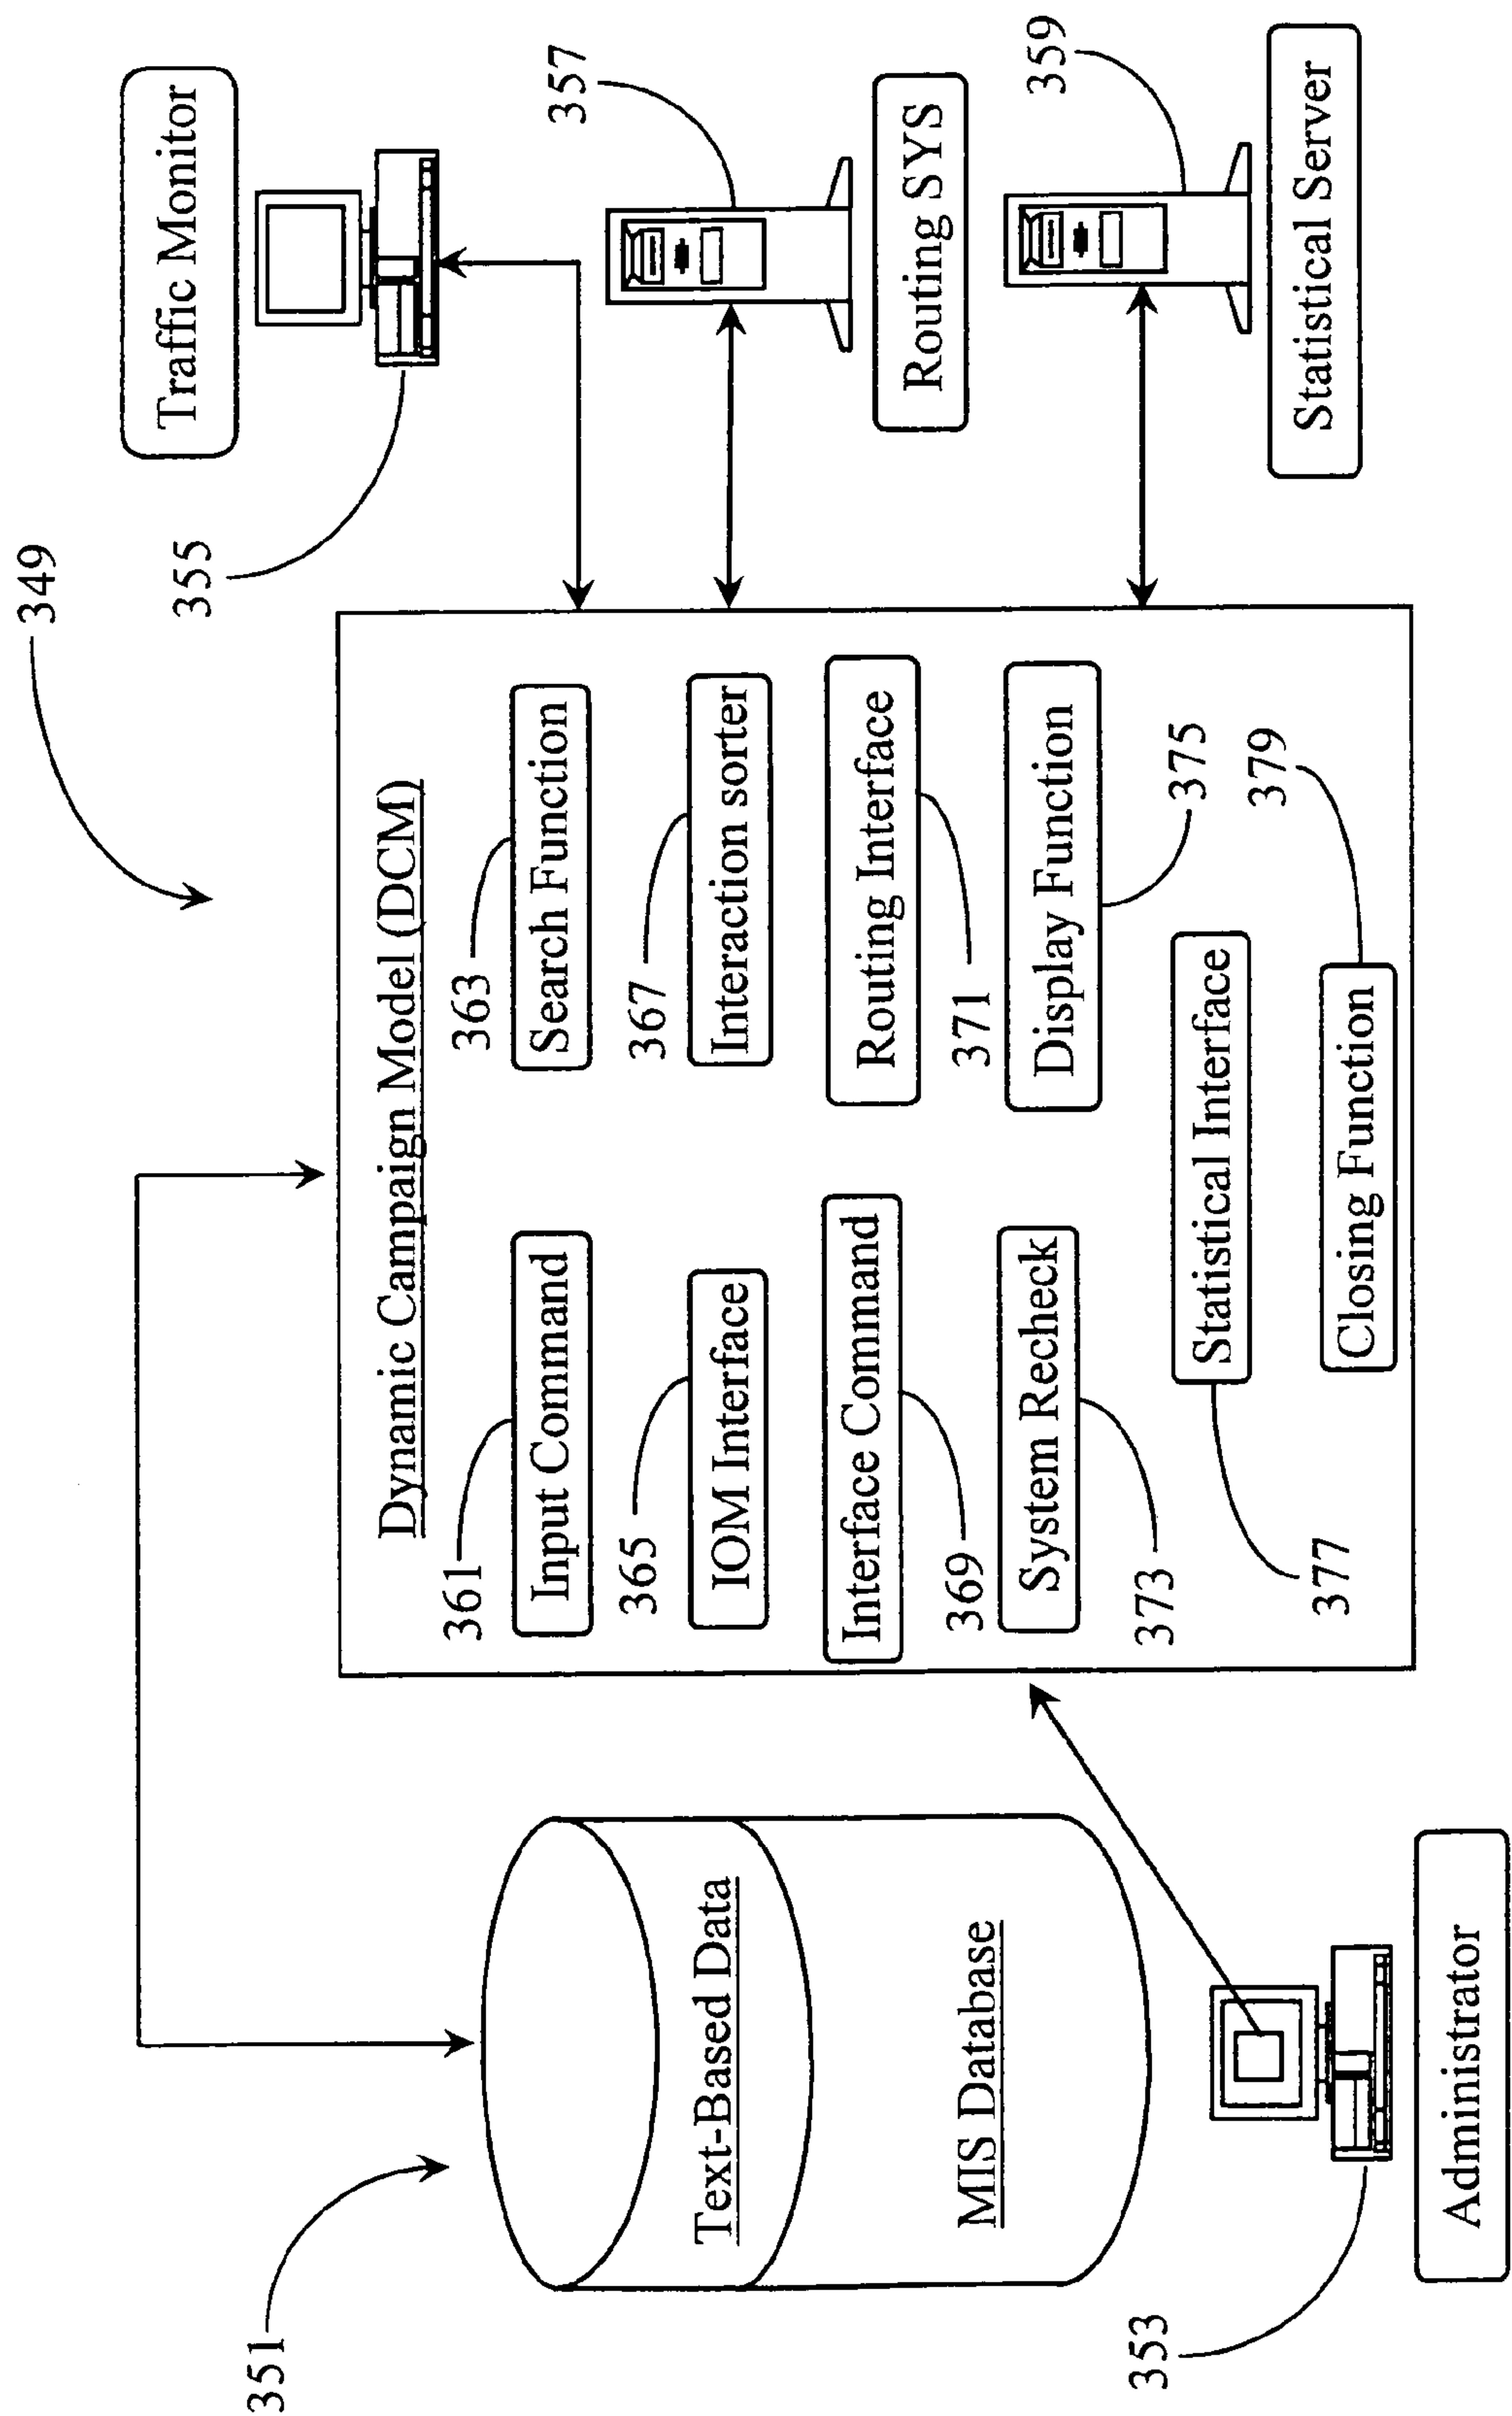 349
351
Text-Based Data
MIS Database
353
Administrator
Dynamic Campaign Model (DCM)
361
Input Command
363
Search Function
365
IOM Interface
367
Interaction sorter
Interface Command
369
Routing Interface
371
System Recheck
373
Display Function
375
Statistical Interface
377
Closing Function
379
Traffic Monitor
355
357
Routing SYS
359
Statistical Server